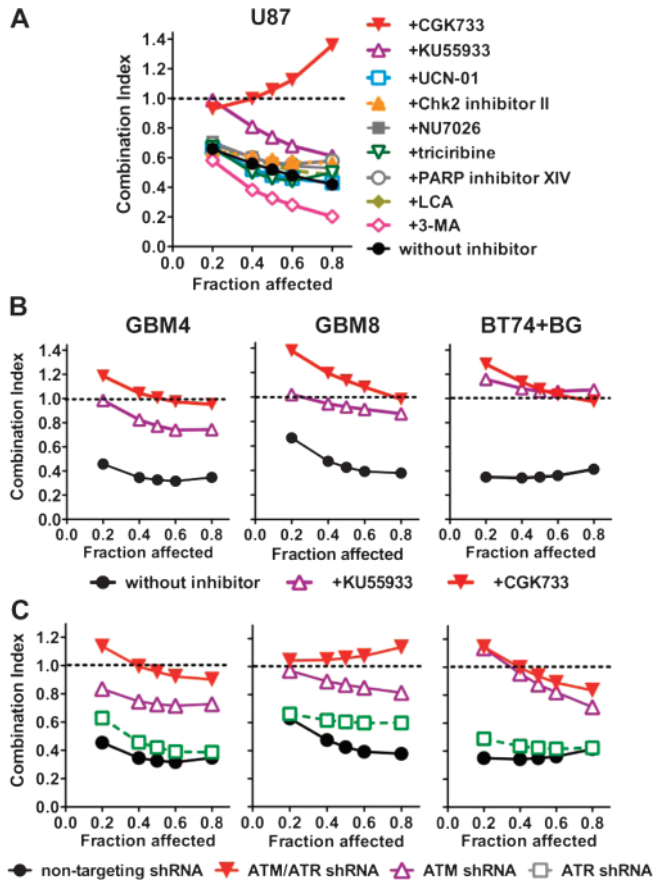 A
U87
Combination Index
1.4
1.2
1.0
0.8
0.6
0.4
0.2
0.0
0.0 0.2 0.4 0.6 0.8
Fraction affected
+CGK733
+KU55933
+UCN-01
+Chk2 inhibitor II
+NU7026
+triciribine
+PARP inhibitor XIV
+LCA
+3-MA
without inhibitor
B
GBM4 GBM8 BT74+BG
Combination Index
1.4
1.2
1.0
0.8
0.6
0.4
0.2
0.0
0.0 0.2 0.4 0.6 0.8
Fraction affected
0.0 0.2 0.4 0.6 0.8
Fraction affected
0.0 0.2 0.4 0.6 0.8
Fraction affected
without inhibitor +KU55933 +CGK733
C
Combination Index
1.2
1.0
0.8
0.6
0.4
0.2
0.0
0.0 0.2 0.4 0.6 0.8
Fraction affected
0.0 0.2 0.4 0.6 0.8
Fraction affected
0.0 0.2 0.4 0.6 0.8
Fraction affected
non-targeting shRNA ATM/ATR shRNA ATM shRNA ATR shRNA